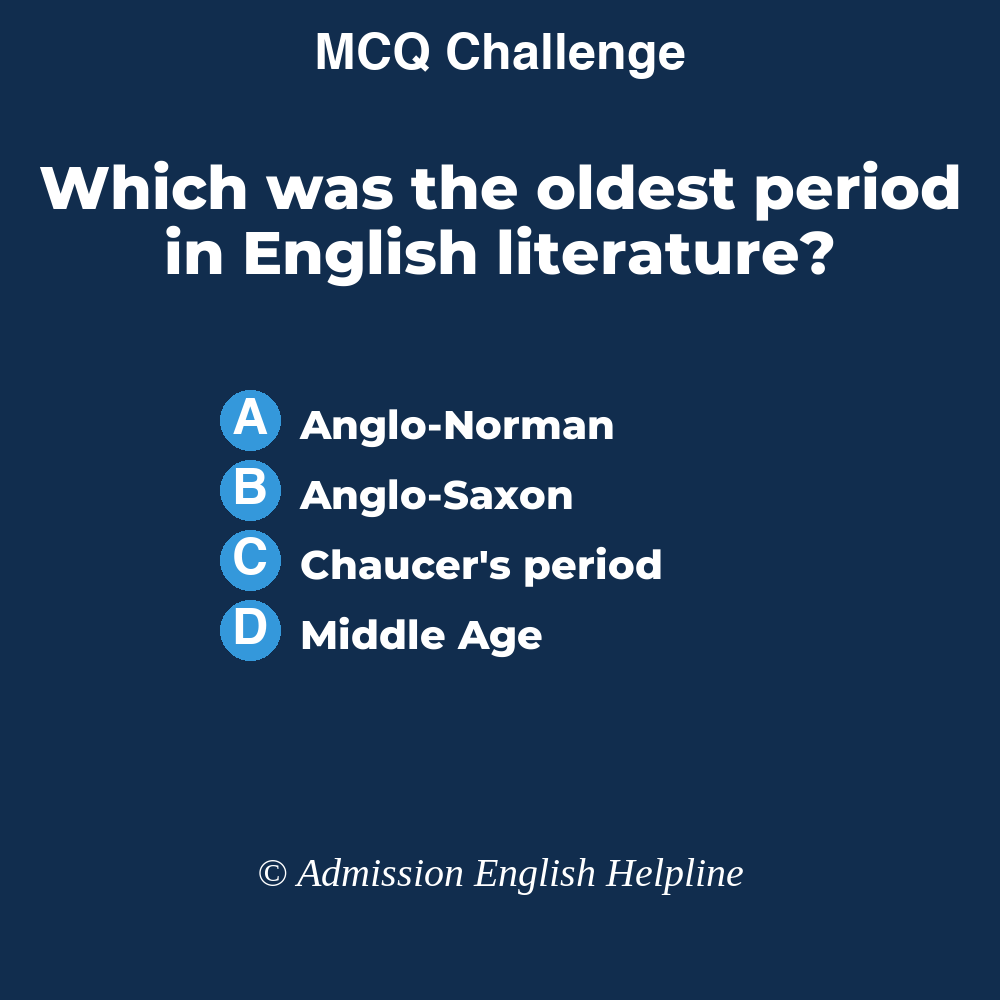 MCQ Challenge
Which was the oldest period
in English literature?
A Anglo-Norman
B Anglo-Saxon
C Chaucer's period
D Middle Age
© Admission English Helpline